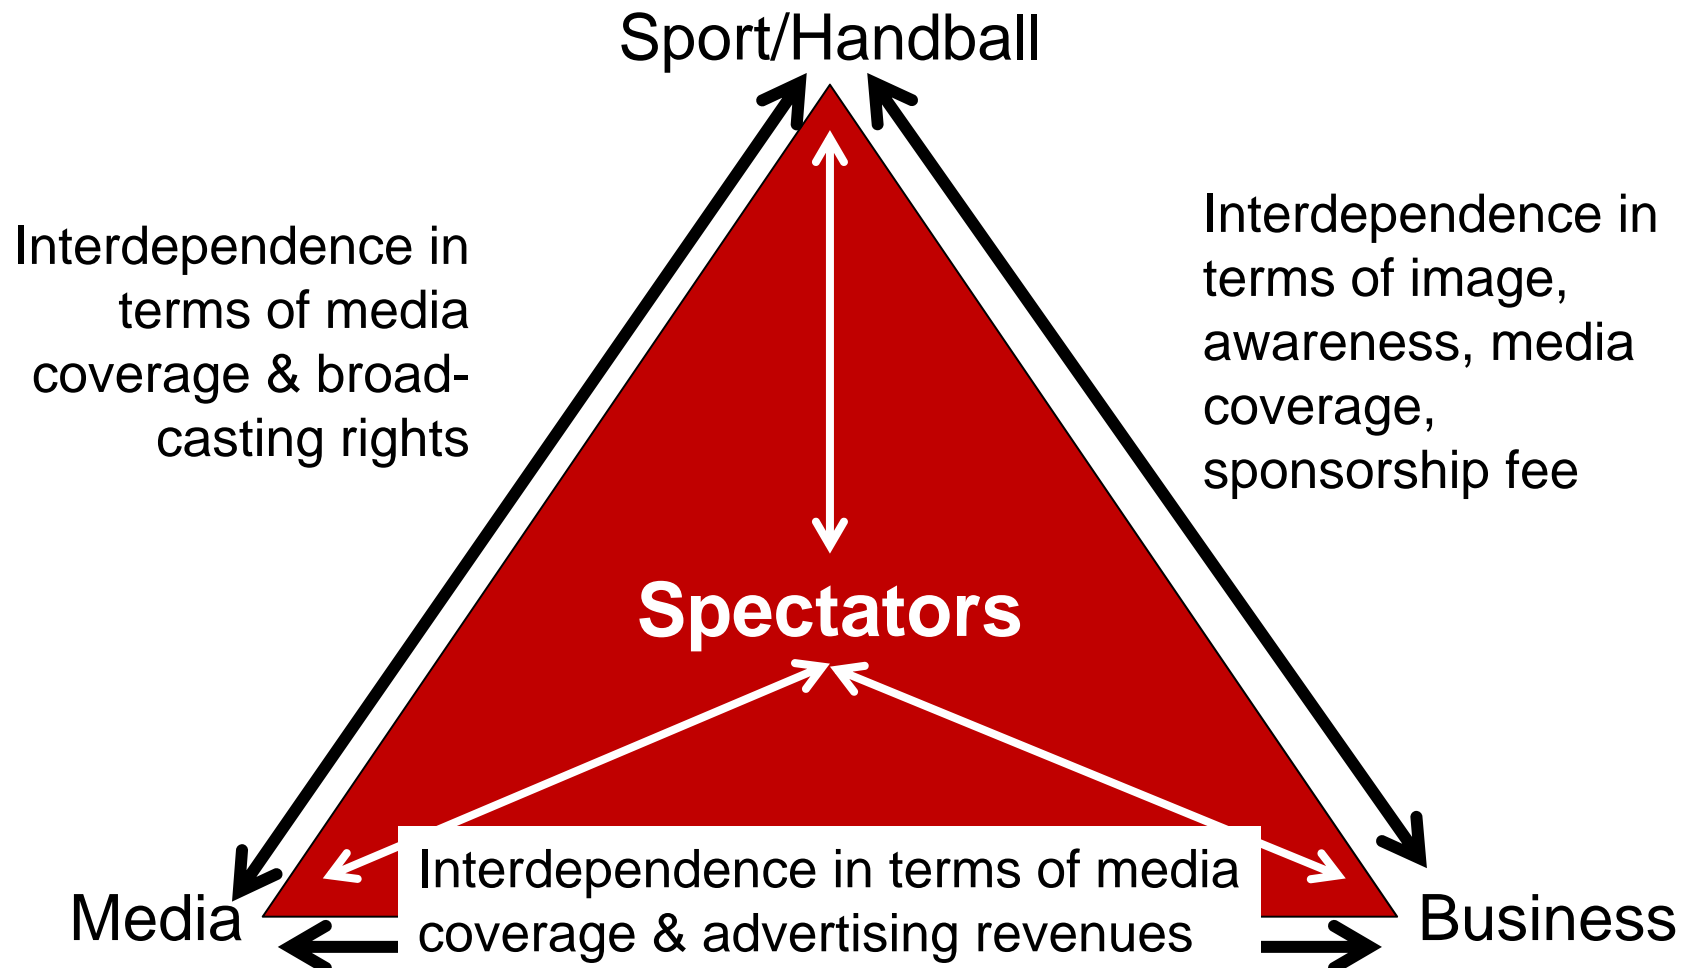 Sport/Handball
Interdependence in
terms of media
coverage & broad-
casting rights
Interdependence in
terms of image,
awareness, media
coverage,
sponsorship fee
Spectators
Interdependence in terms of media
coverage & advertising revenues
Media
Business